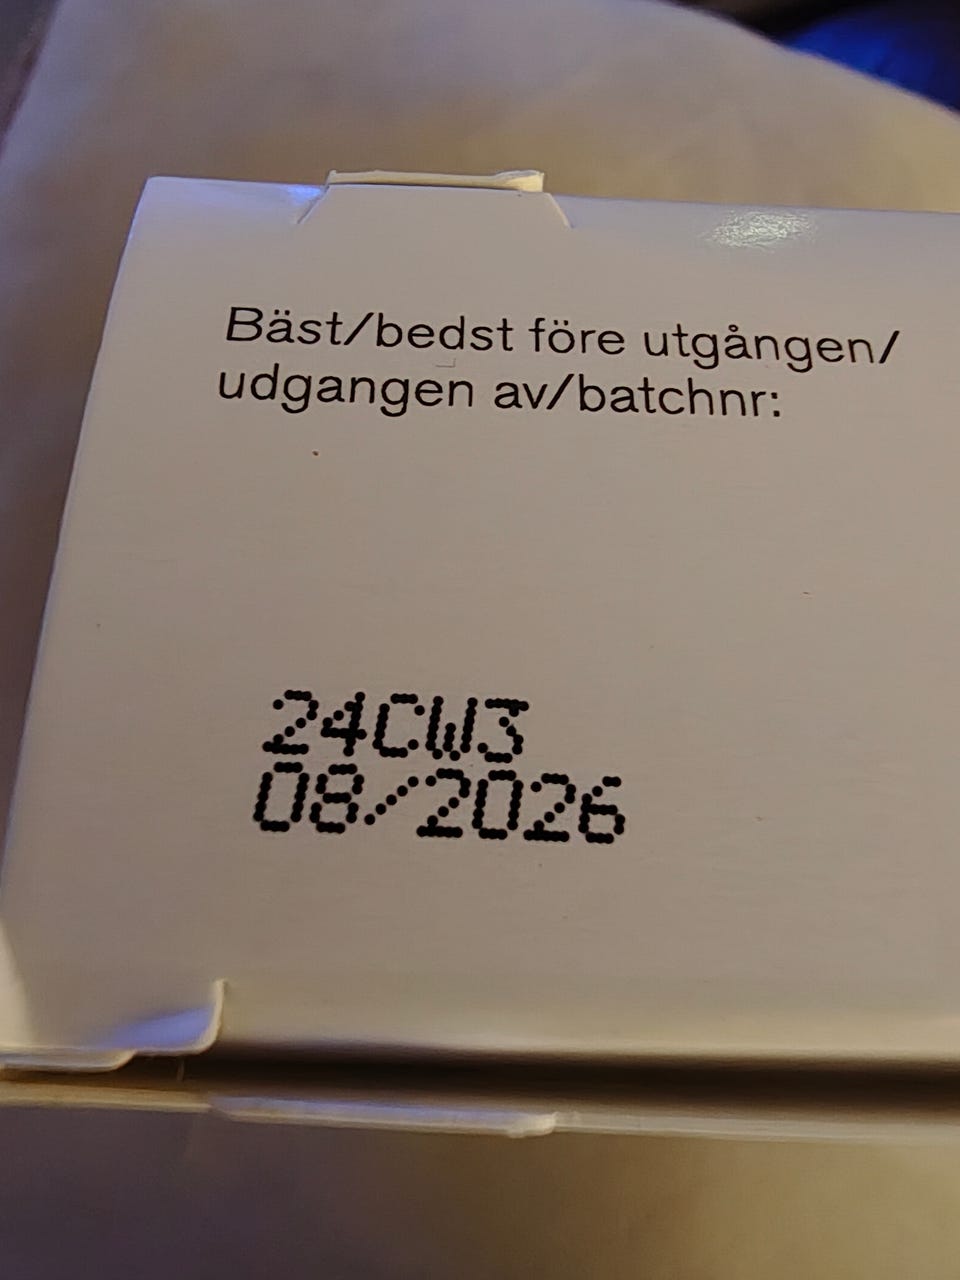 Bäst/bedst före utgången/
udgangen av/batchnr:
24CW3
08/2026